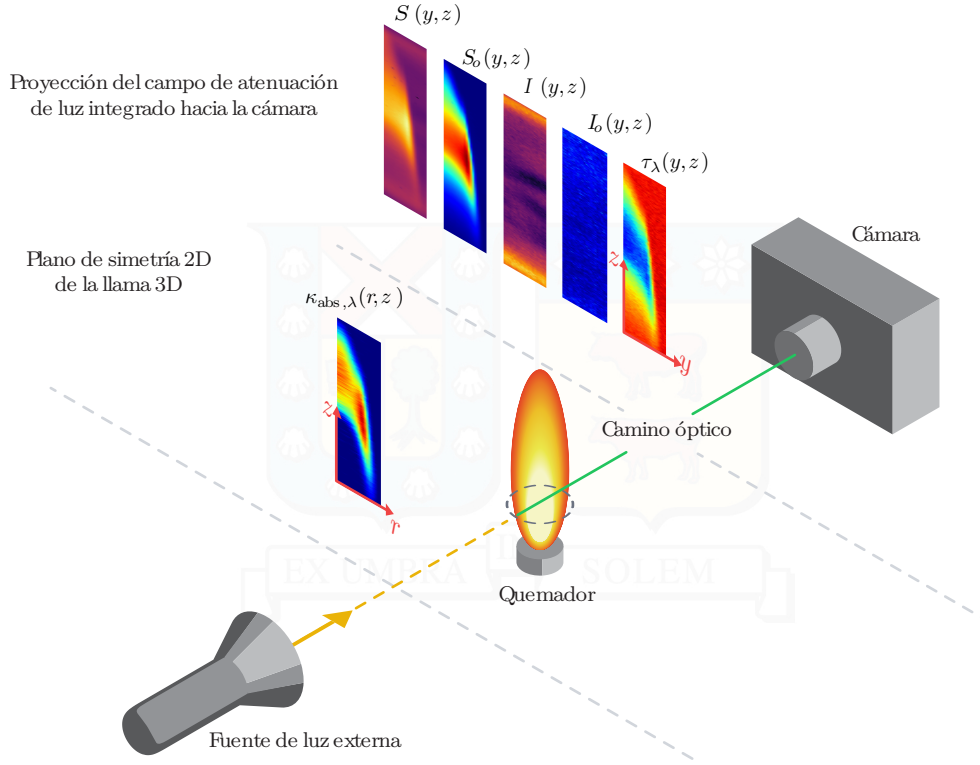 S (y, z)
S_o(y, z)
I (y, z)
I_o(y, z)
τ_λ(y, z)
Proyección del campo de atenuación
de luz integrado hacia la cámara
Cámara
Plano de simetría 2D
de la llama 3D
z
κ_abs,λ(r, z)
y
z
Camino óptico
r
EX UMBRA
SOLEM
Quemador
Fuente de luz externa